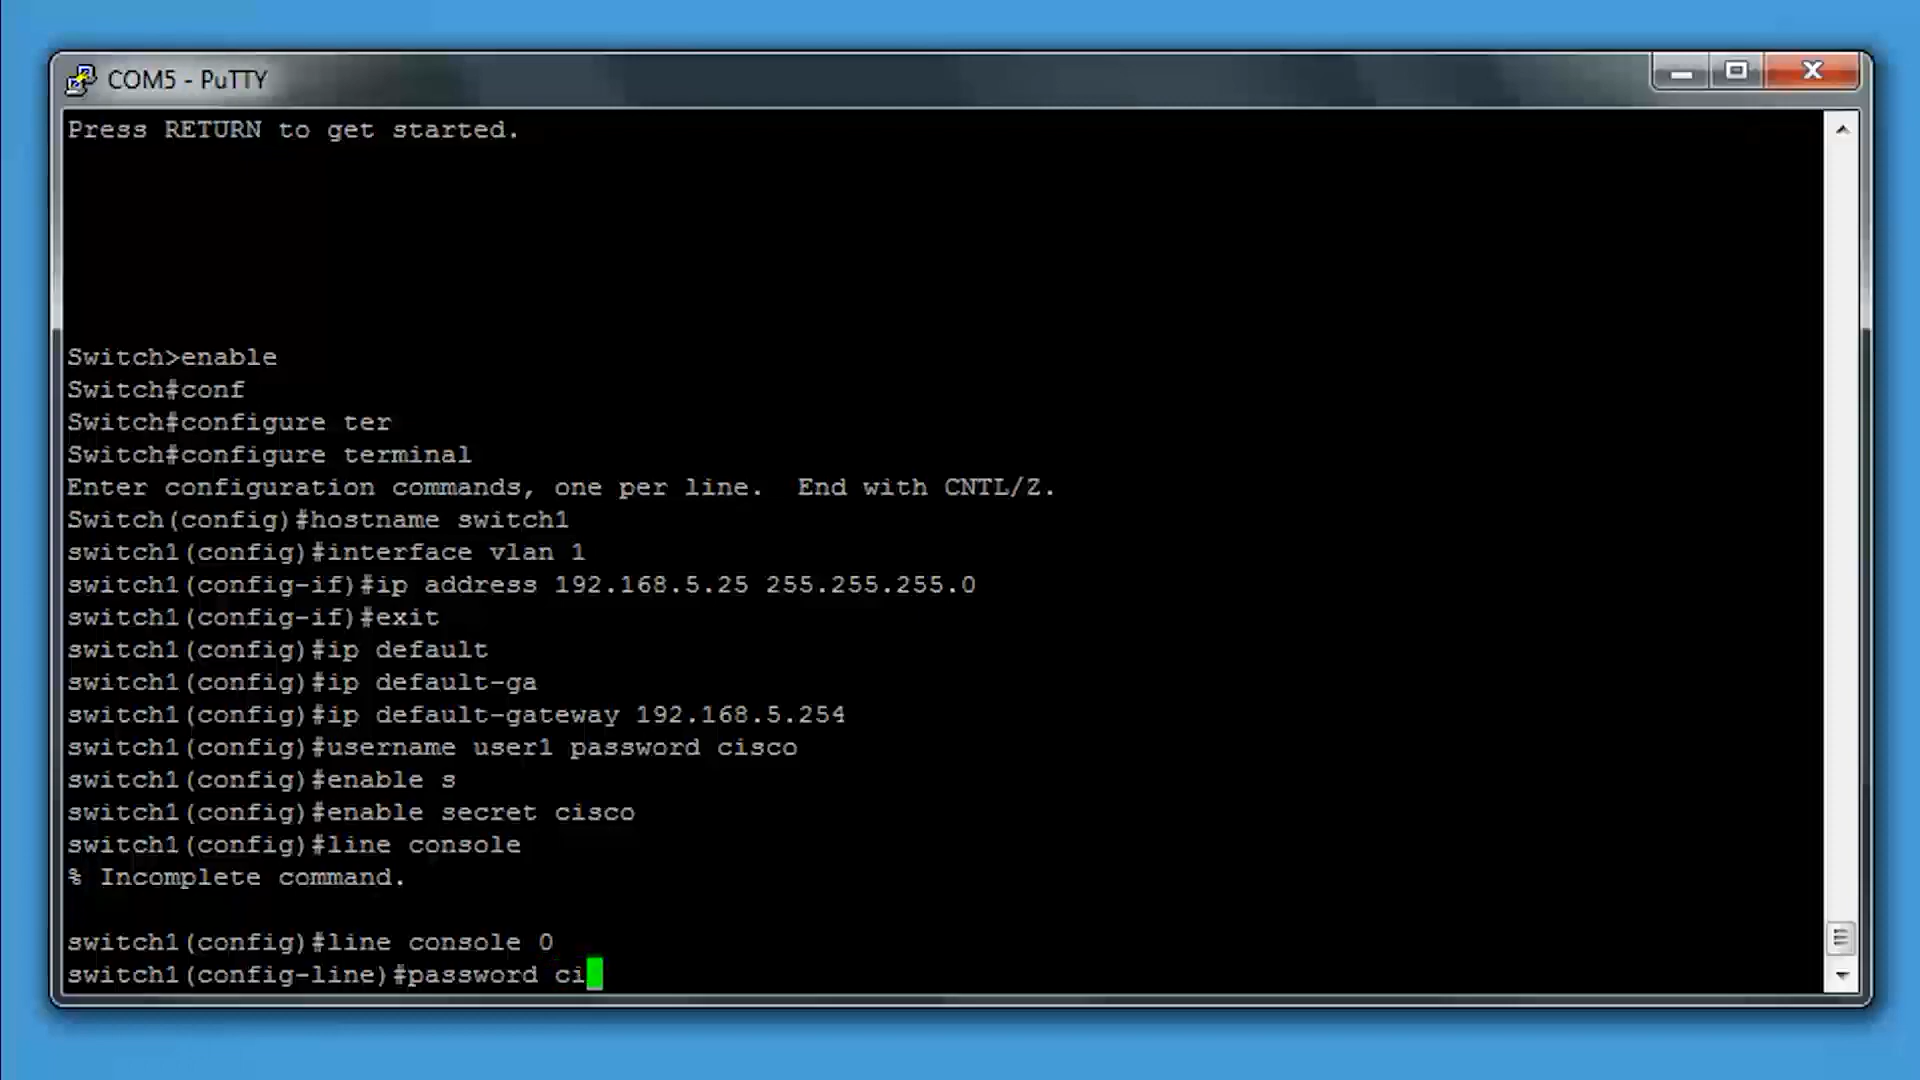 COM5 - PuTTY
Press RETURN to get started.
Switch>enable
Switch#conf
Switch#configure ter
Switch#configure terminal
Enter configuration commands, one per line.  End with CNTL/Z.
Switch(config)#hostname switch1
switch1(config)#interface vlan 1
switch1(config-if)#ip address 192.168.5.25 255.255.255.0
switch1(config-if)#exit
switch1(config)#ip default
switch1(config)#ip default-ga
switch1(config)#ip default-gateway 192.168.5.254
switch1(config)#username user1 password cisco
switch1(config)#enable s
switch1(config)#enable secret cisco
switch1(config)#line console
% Incomplete command.
switch1(config)#line console 0
switch1(config-line)#password ci